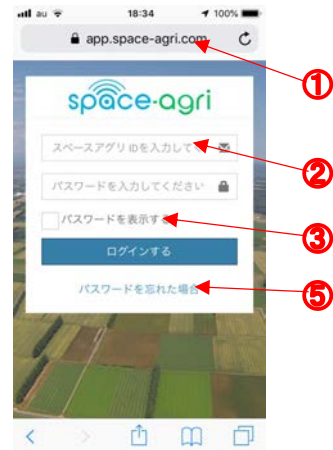 au 18:34 100%
app.space-agri.com
①
space-agri
スペースアグリ IDを入力して
②
パスワードを入力してください
パスワードを表示する
③
ログインする
パスワードを忘れた場合
⑤